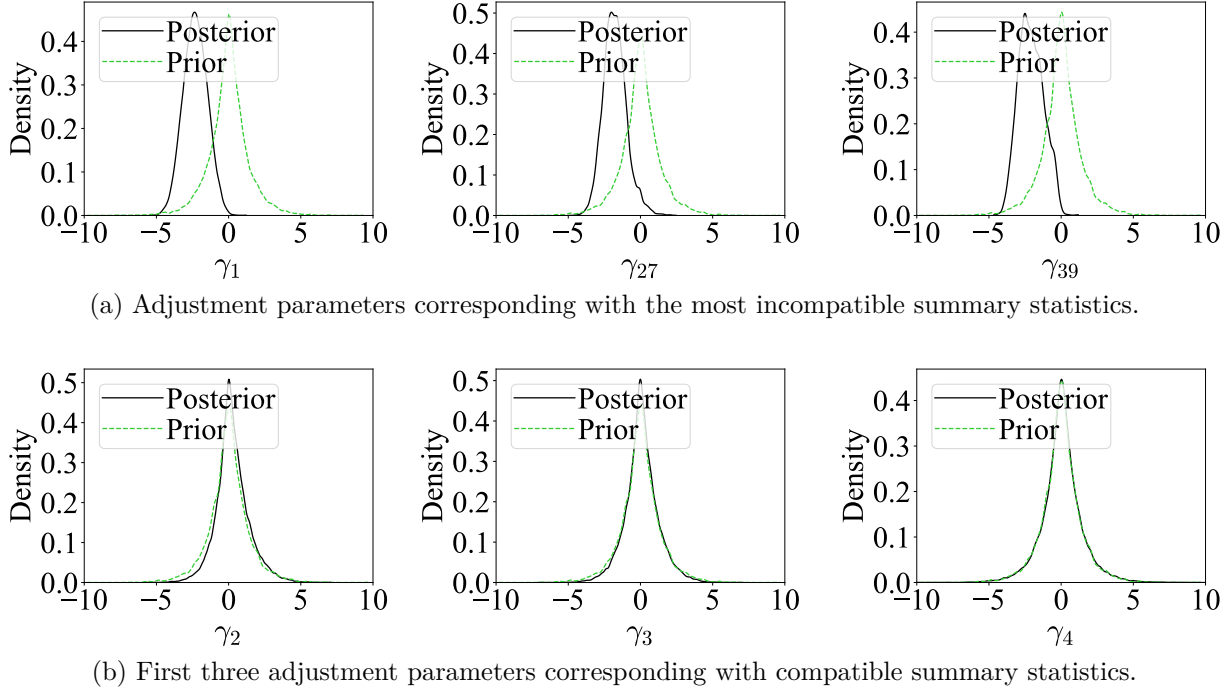 Posterior
Prior
Density
0.4
0.3
0.2
0.1
0.0
−10 −5 0 5 10
γ1
Posterior
Prior
Density
0.5
0.4
0.3
0.2
0.1
0.0
−10 −5 0 5 10
γ27
Posterior
Prior
Density
0.4
0.3
0.2
0.1
0.0
−10 −5 0 5 10
γ39
(a) Adjustment parameters corresponding with the most incompatible summary statistics.
Posterior
Prior
Density
0.5
0.4
0.3
0.2
0.1
0.0
−10 −5 0 5 10
γ2
Posterior
Prior
Density
0.5
0.4
0.3
0.2
0.1
0.0
−10 −5 0 5 10
γ3
Posterior
Prior
Density
0.4
0.3
0.2
0.1
0.0
−10 −5 0 5 10
γ4
(b) First three adjustment parameters corresponding with compatible summary statistics.